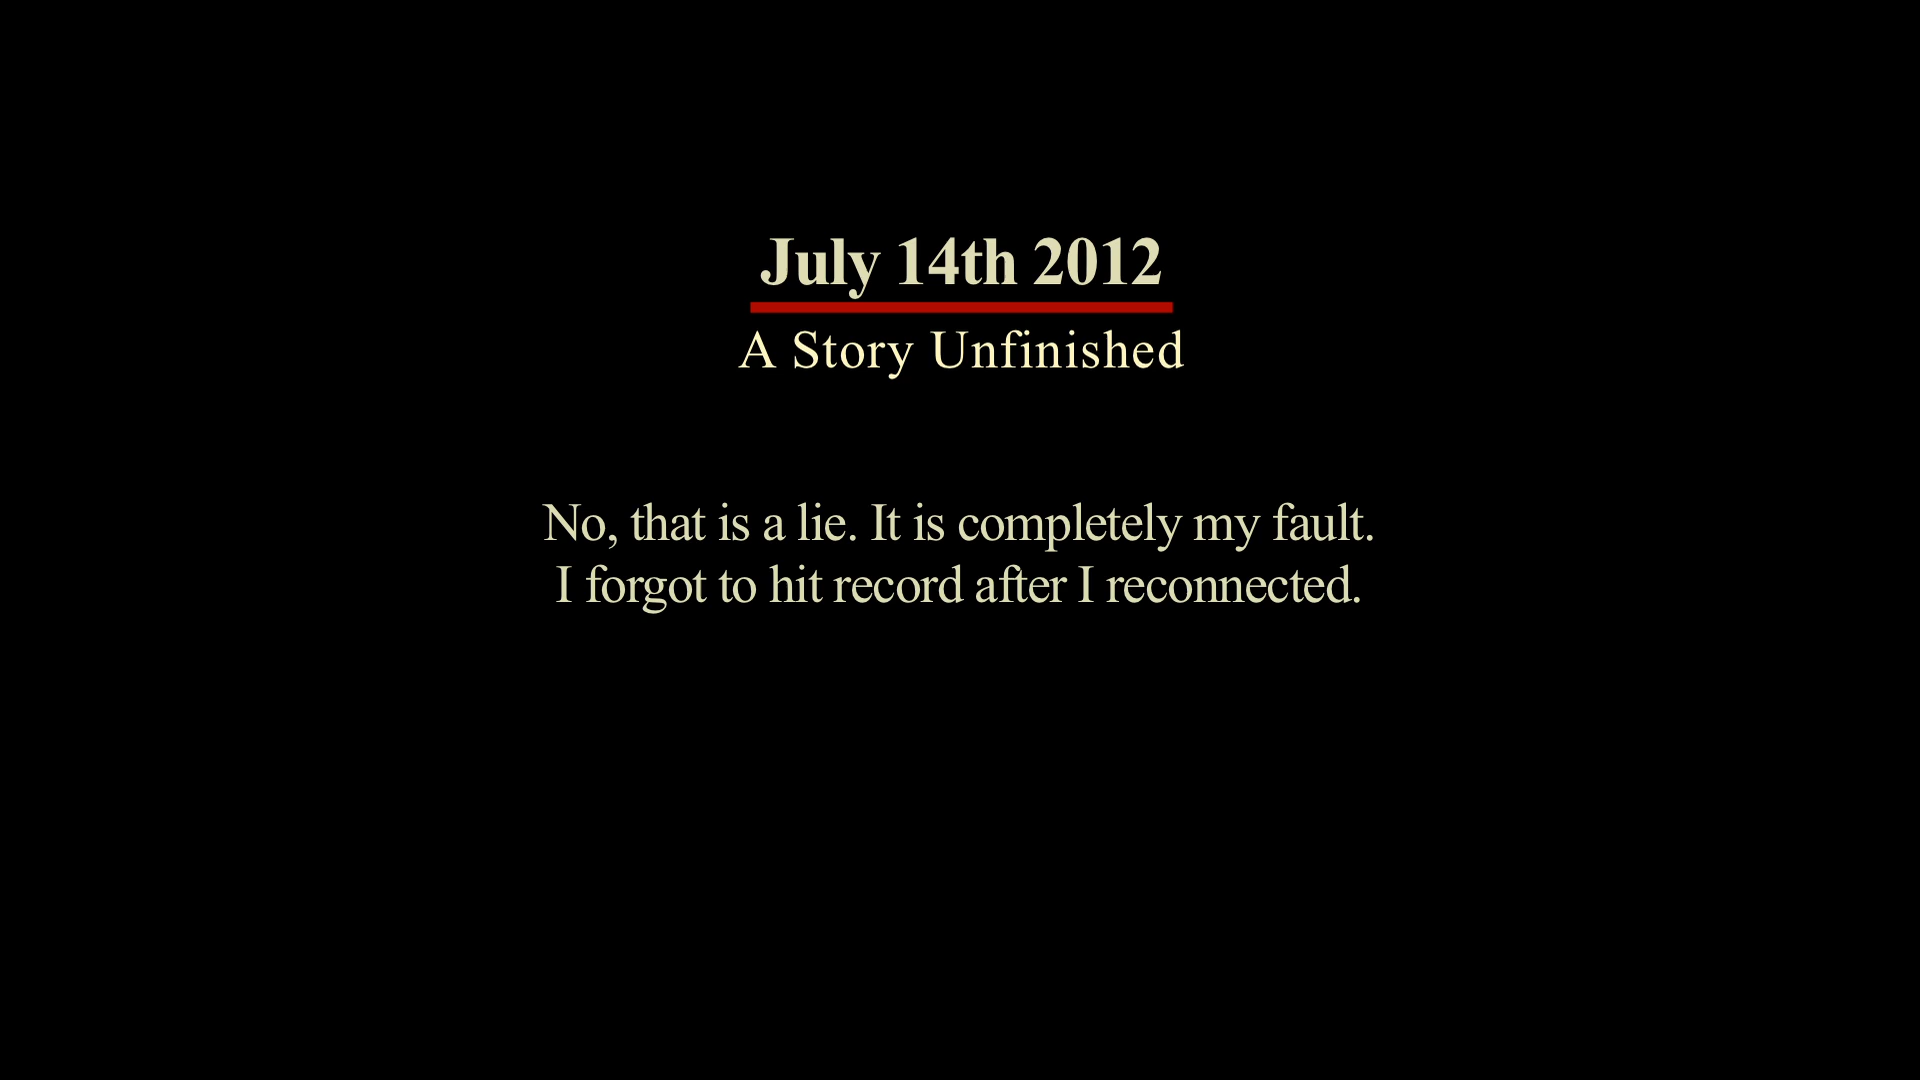 July 14th 2012
A Story Unfinished
No, that is a lie. It is completely my fault.
I forgot to hit record after I reconnected.